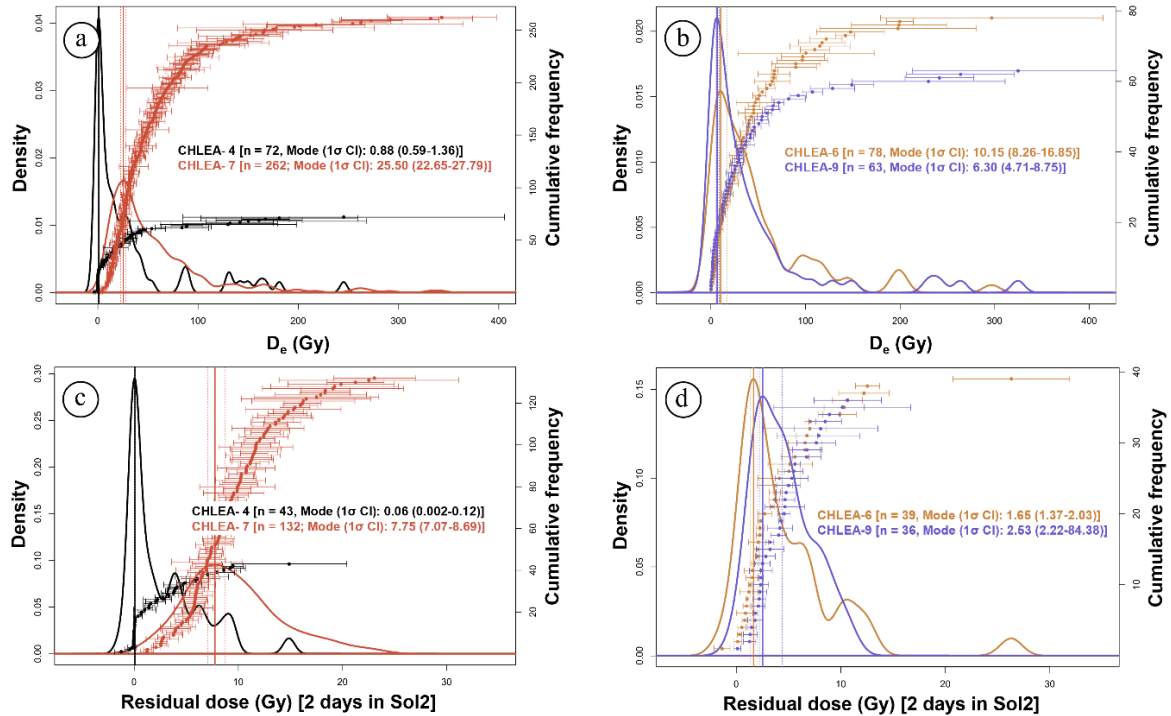 a
0.04
0.03
0.02
0.01
0.00
Density
250
200
150
100
50
0
Cumulative frequency
CHLEA- 4 [n = 72, Mode (1σ CI): 0.88 (0.59-1.36)]
CHLEA- 7 [n = 262; Mode (1σ CI): 25.50 (22.65-27.79)]
0 100 200 300 400
De (Gy)
b
0.020
0.015
0.010
0.005
0.000
Density
80
60
40
20
0
Cumulative frequency
CHLEA-6 [n = 78, Mode (1σ CI): 10.15 (8.26-16.85)]
CHLEA-9 [n = 63, Mode (1σ CI): 6.30 (4.71-8.75)]
0 100 200 300 400
De (Gy)
c
0.30
0.25
0.20
0.15
0.10
0.05
0.00
Density
120
100
80
60
40
20
0
Cumulative frequency
CHLEA- 4 [n = 43, Mode (1σ CI): 0.06 (0.002-0.12)]
CHLEA- 7 [n = 132; Mode (1σ CI): 7.75 (7.07-8.69)]
0 10 20 30
Residual dose (Gy) [2 days in Sol2]
d
0.15
0.10
0.05
0.00
Density
40
30
20
10
Cumulative frequency
CHLEA-6 [n = 39, Mode (1σ CI): 1.65 (1.37-2.03)]
CHLEA-9 [n = 36, Mode (1σ CI): 2.53 (2.22-84.38)]
0 10 20 30
Residual dose (Gy) [2 days in Sol2]